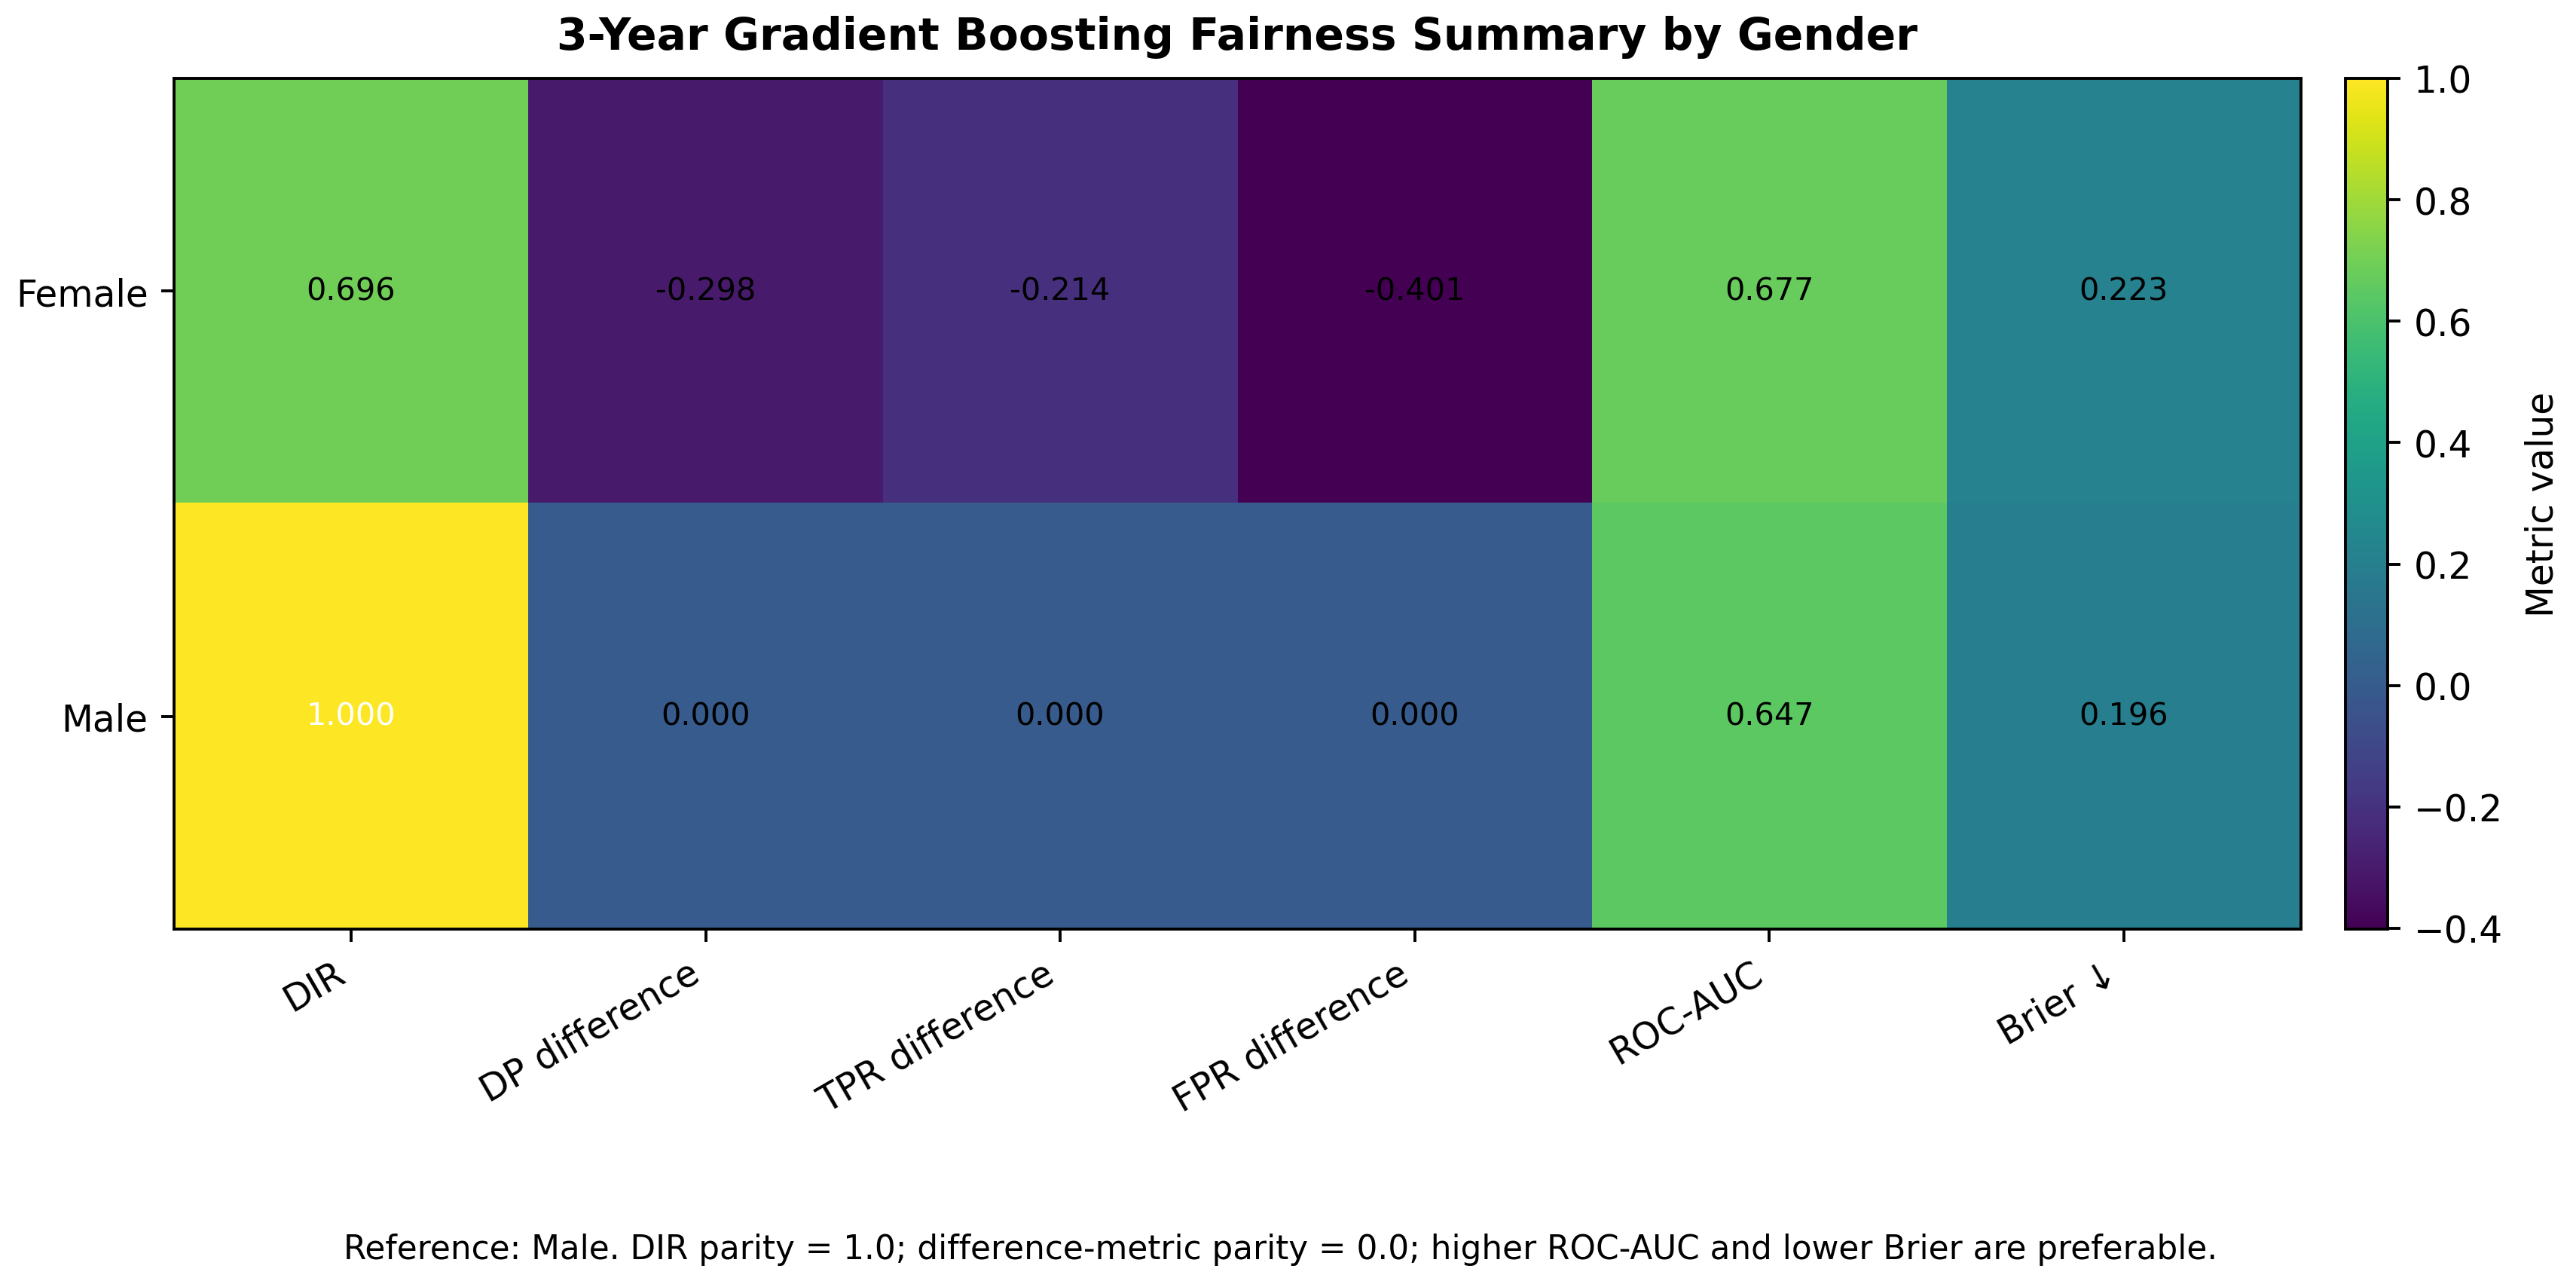 3-Year Gradient Boosting Fairness Summary by Gender
1.0
0.8
0.6
0.4
0.2
0.0
−0.2
−0.4
Metric value
Female
0.696 -0.298 -0.214 -0.401 0.677 0.223
Male
1.000 0.000 0.000 0.000 0.647 0.196
DIR
DP difference
TPR difference
FPR difference
ROC-AUC
Brier ↓
Reference: Male. DIR parity = 1.0; difference-metric parity = 0.0; higher ROC-AUC and lower Brier are preferable.